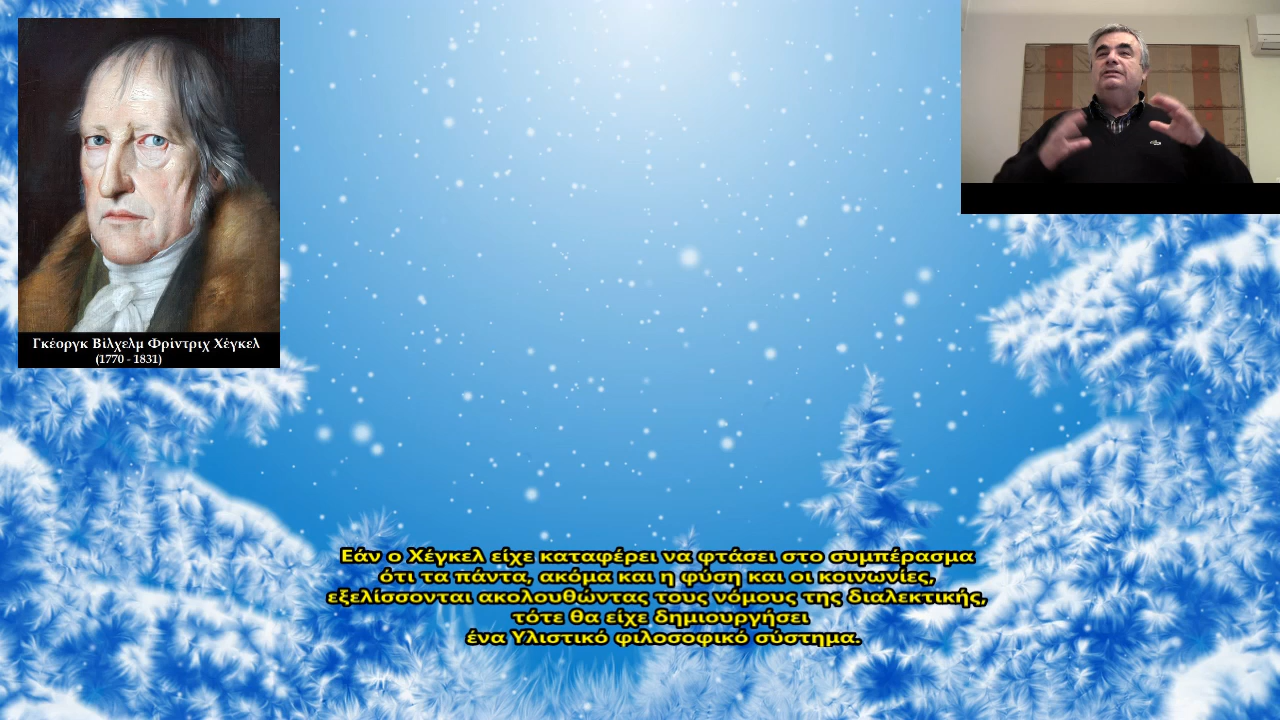 Γκέοργκ Βίλχελμ Φρίντριχ Χέγκελ
(1770 - 1831)
Εάν ο Χέγκελ είχε καταφέρει να φτάσει στο συμπέρασμα
ότι τα πάντα, ακόμα και η φύση και οι κοινωνίες,
εξελίσσονται ακολουθώντας τους νόμους της διαλεκτικής,
τότε θα είχε δημιουργήσει
ένα Υλιστικό φιλοσοφικό σύστημα.